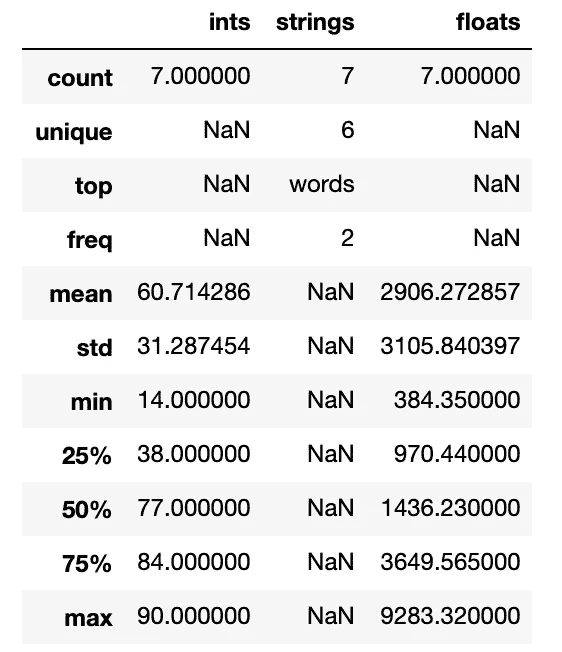 ints strings floats
count 7.000000 7 7.000000
unique NaN 6 NaN
top NaN words NaN
freq NaN 2 NaN
mean 60.714286 NaN 2906.272857
std 31.287454 NaN 3105.840397
min 14.000000 NaN 384.350000
25% 38.000000 NaN 970.440000
50% 77.000000 NaN 1436.230000
75% 84.000000 NaN 3649.565000
max 90.000000 NaN 9283.320000